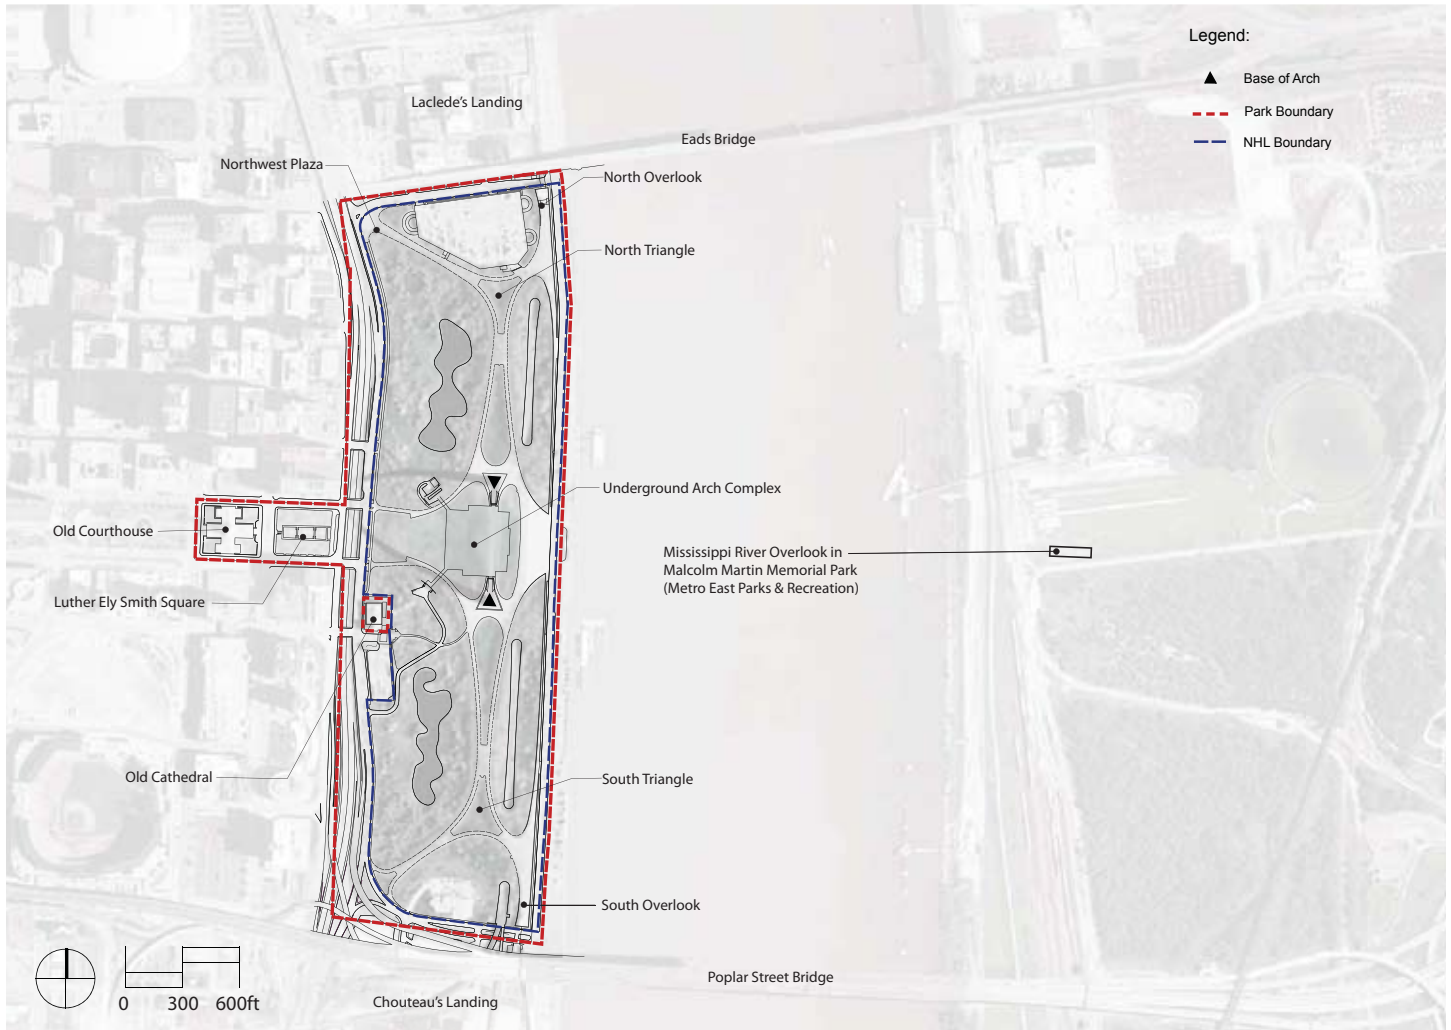 Legend:
Base of Arch
Park Boundary
NHL Boundary
Laclede's Landing
Eads Bridge
Northwest Plaza
North Overlook
North Triangle
Underground Arch Complex
Old Courthouse
Mississippi River Overlook in
Malcolm Martin Memorial Park
(Metro East Parks & Recreation)
Luther Ely Smith Square
Old Cathedral
South Triangle
South Overlook
Poplar Street Bridge
Chouteau's Landing
0 300 600ft